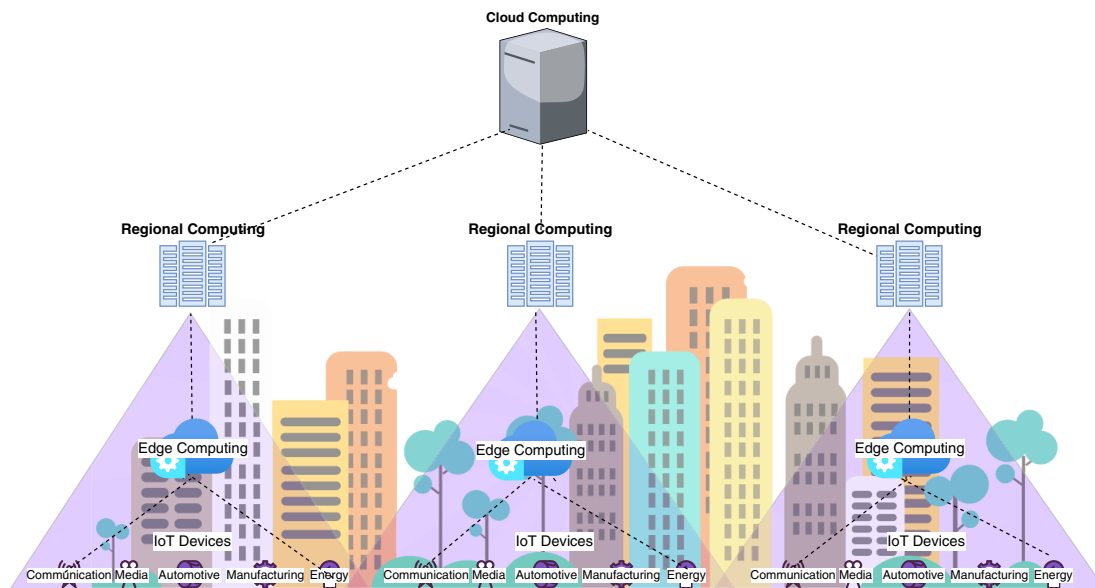 Cloud Computing
Regional Computing
Regional Computing
Regional Computing
Edge Computing
Edge Computing
Edge Computing
IoT Devices
IoT Devices
IoT Devices
Communication Media Automotive Manufacturing Energy
Communication Media Automotive Manufacturing Energy
Communication Media Automotive Manufacturing Energy